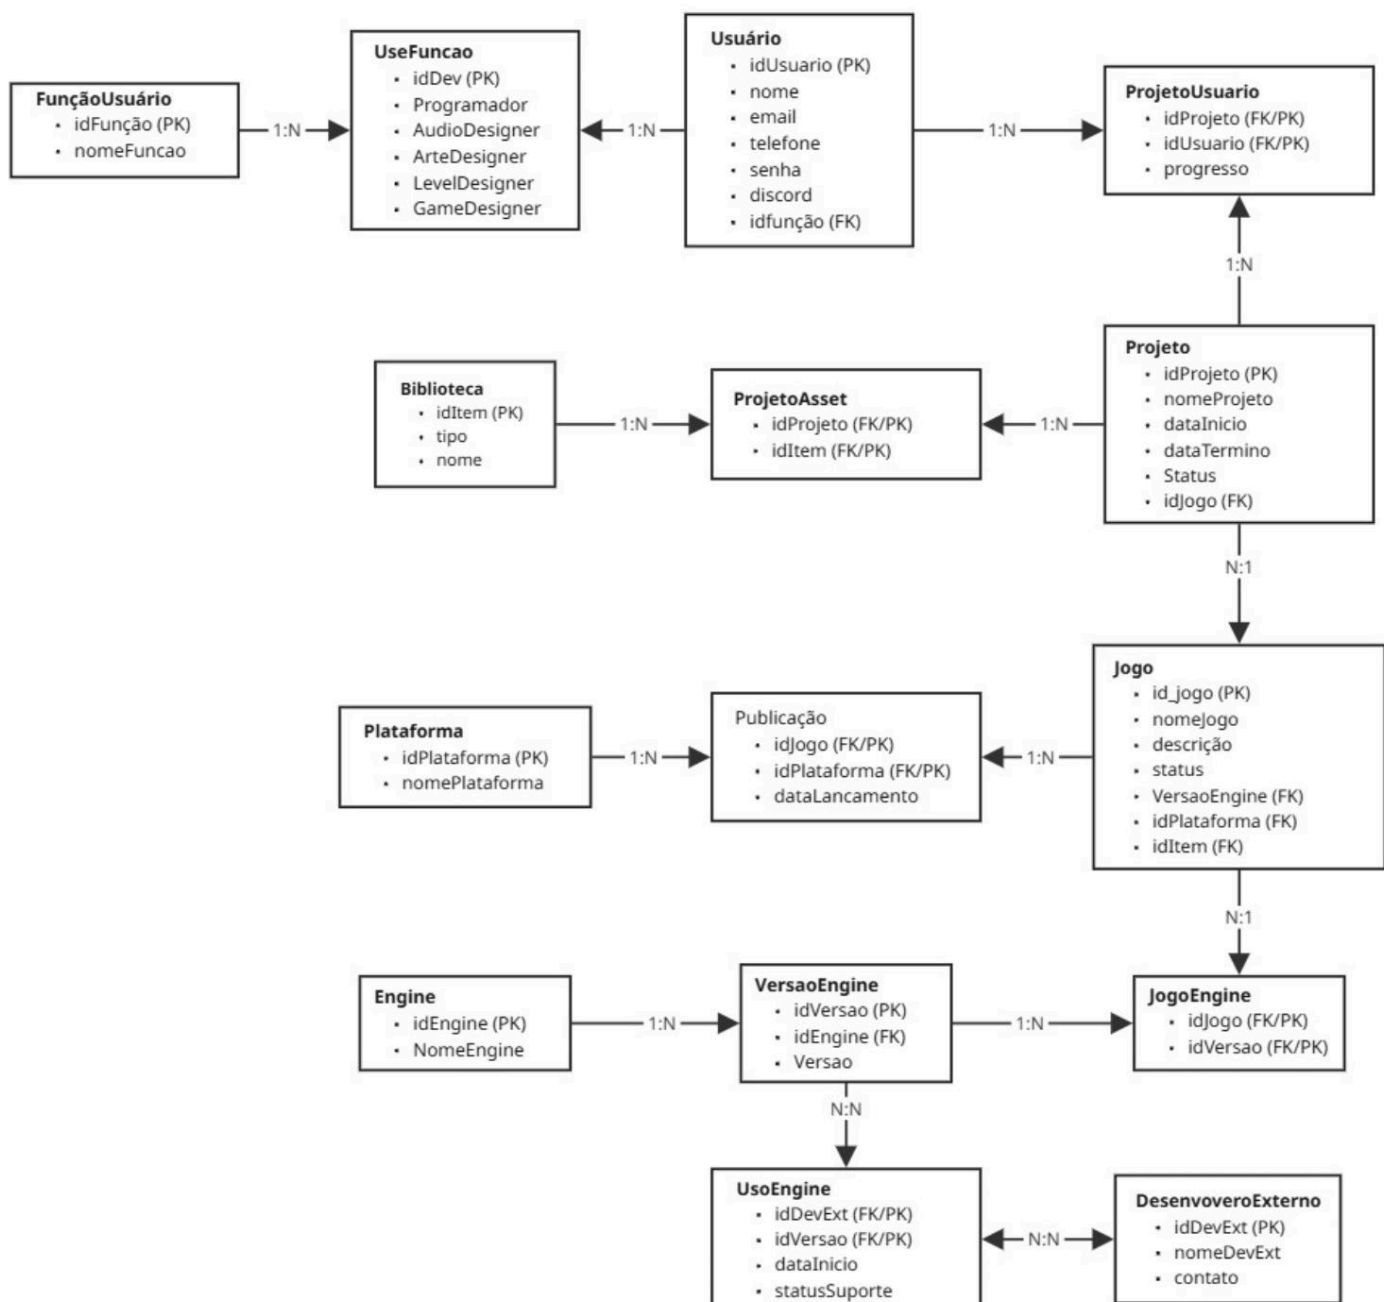 FunçãoUsuário
idFunção (PK)
nomeFuncao
1:N
UseFuncao
idDev (PK)
Programador
AudioDesigner
ArteDesigner
LevelDesigner
GameDesigner
1:N
Usuário
idUsuario (PK)
nome
email
telefone
senha
discord
idfunção (FK)
1:N
ProjetoUsuario
idProjeto (FK/PK)
idUsuario (FK/PK)
progresso
1:N
Biblioteca
idItem (PK)
tipo
nome
1:N
ProjetoAsset
idProjeto (FK/PK)
idItem (FK/PK)
1:N
Projeto
idProjeto (PK)
nomeProjeto
dataInicio
dataTermino
Status
idJogo (FK)
N:1
Plataforma
idPlataforma (PK)
nomePlataforma
1:N
Publicação
idJogo (FK/PK)
idPlataforma (FK/PK)
dataLancamento
1:N
Jogo
id_jogo (PK)
nomeJogo
descrição
status
VersaoEngine (FK)
idPlataforma (FK)
idItem (FK)
N:1
Engine
idEngine (PK)
NomeEngine
1:N
VersaoEngine
idVersao (PK)
idEngine (FK)
Versao
1:N
JogoEngine
idJogo (FK/PK)
idVersao (FK/PK)
N:N
UsoEngine
idDevExt (FK/PK)
idVersao (FK/PK)
dataInicio
statusSuporte
N:N
DesenvoveroExterno
idDevExt (PK)
nomeDevExt
contato